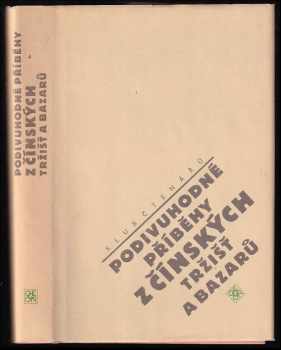 PODIVUHODNÉ PŘÍBĚHY
Z ČÍNSKÝCH
TRŽIŠŤ A BAZARŮ
KLUB ČTENÁŘŮ
PODIVUHODNÉ
PŘÍBĚHY
Z ČÍNSKÝCH
TRŽIŠŤ
A BAZARŮ